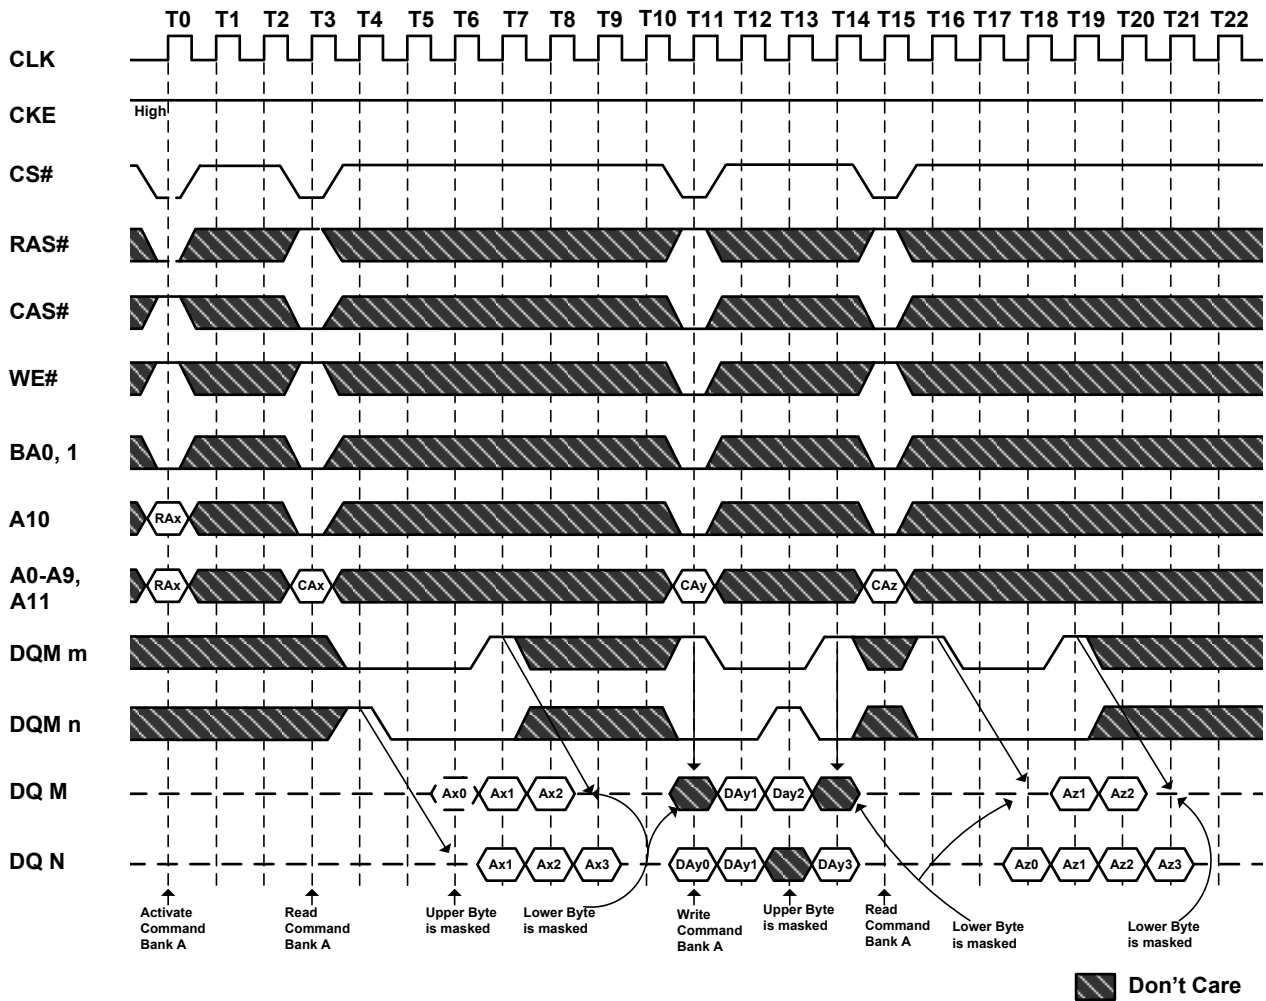 T0 T1 T2 T3 T4 T5 T6 T7 T8 T9 T10 T11 T12 T13 T14 T15 T16 T17 T18 T19 T20 T21 T22
CLK
CKE High
CS#
RAS#
CAS#
WE#
BA0, 1
A10 RAx
A0-A9,
A11
RAx CAx CAy CAz
DQM m
DQM n
DQ M Ax0 Ax1 Ax2 DAy1 Day2 Az1 Az2
DQ N Ax1 Ax2 Ax3 DAy0 DAy1 DAy3 Az0 Az1 Az2 Az3
Activate
Command
Bank A
Read
Command
Bank A
Upper Byte
is masked
Lower Byte
is masked
Write
Command
Bank A
Upper Byte
is masked
Read
Command
Bank A
Lower Byte
is masked
Lower Byte
is masked
Don't Care